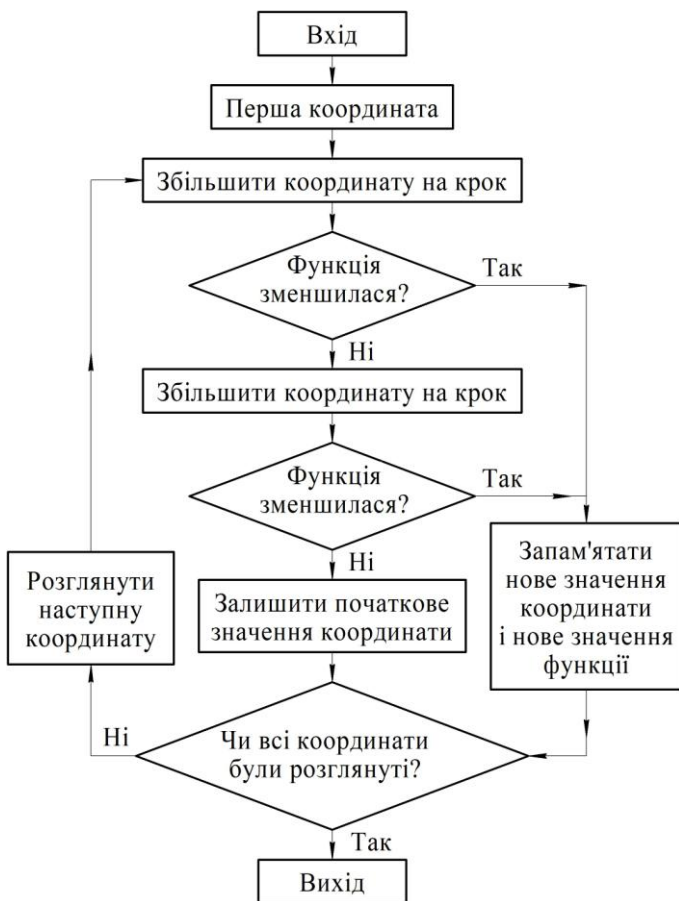 Вхід
Перша координата
Збільшити координату на крок
Функція
зменшилася?
Так
Ні
Збільшити координату на крок
Функція
зменшилася?
Так
Ні
Запам'ятати
нове значення
координати
і нове значення
функції
Розглянути
наступну
координату
Залишити початкове
значення координати
Ні
Чи всі координати
були розглянуті?
Так
Вихід